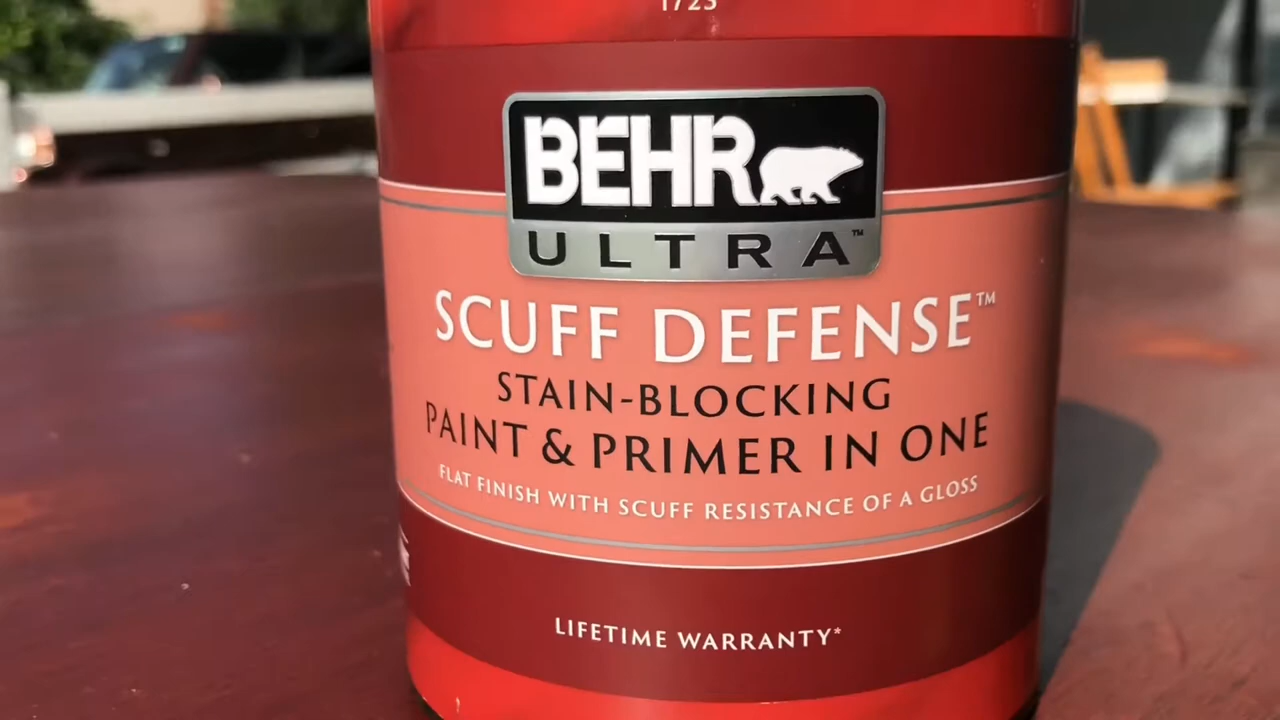 1723
BEHR
ULTRA™
SCUFF DEFENSE™
STAIN-BLOCKING
PAINT & PRIMER IN ONE
FLAT FINISH WITH SCUFF RESISTANCE OF A GLOSS
LIFETIME WARRANTY*